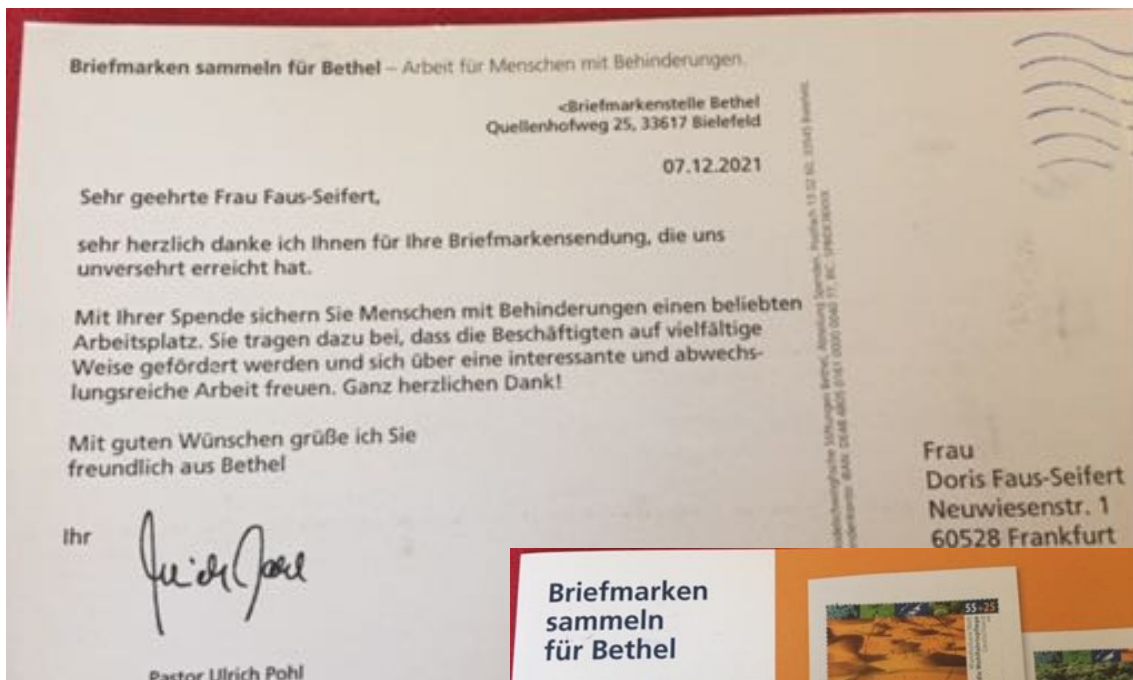 Briefmarken sammeln für Bethel – Arbeit für Menschen mit Behinderungen.
<Briefmarkenstelle Bethel
Quellenhofweg 25, 33617 Bielefeld
07.12.2021
Sehr geehrte Frau Faus-Seifert,
sehr herzlich danke ich Ihnen für Ihre Briefmarkensendung, die uns
unversehrt erreicht hat.
Mit Ihrer Spende sichern Sie Menschen mit Behinderungen einen beliebten
Arbeitsplatz. Sie tragen dazu bei, dass die Beschäftigten auf vielfältige
Weise gefördert werden und sich über eine interessante und abwechs-
lungsreiche Arbeit freuen. Ganz herzlichen Dank!
Mit guten Wünschen grüße ich Sie
freundlich aus Bethel
Ihr
Pastor Ulrich Pohl
Frau
Doris Faus-Seifert
Neuwiesenstr. 1
60528 Frankfurt
Briefmarken
sammeln
für Bethel
55+25